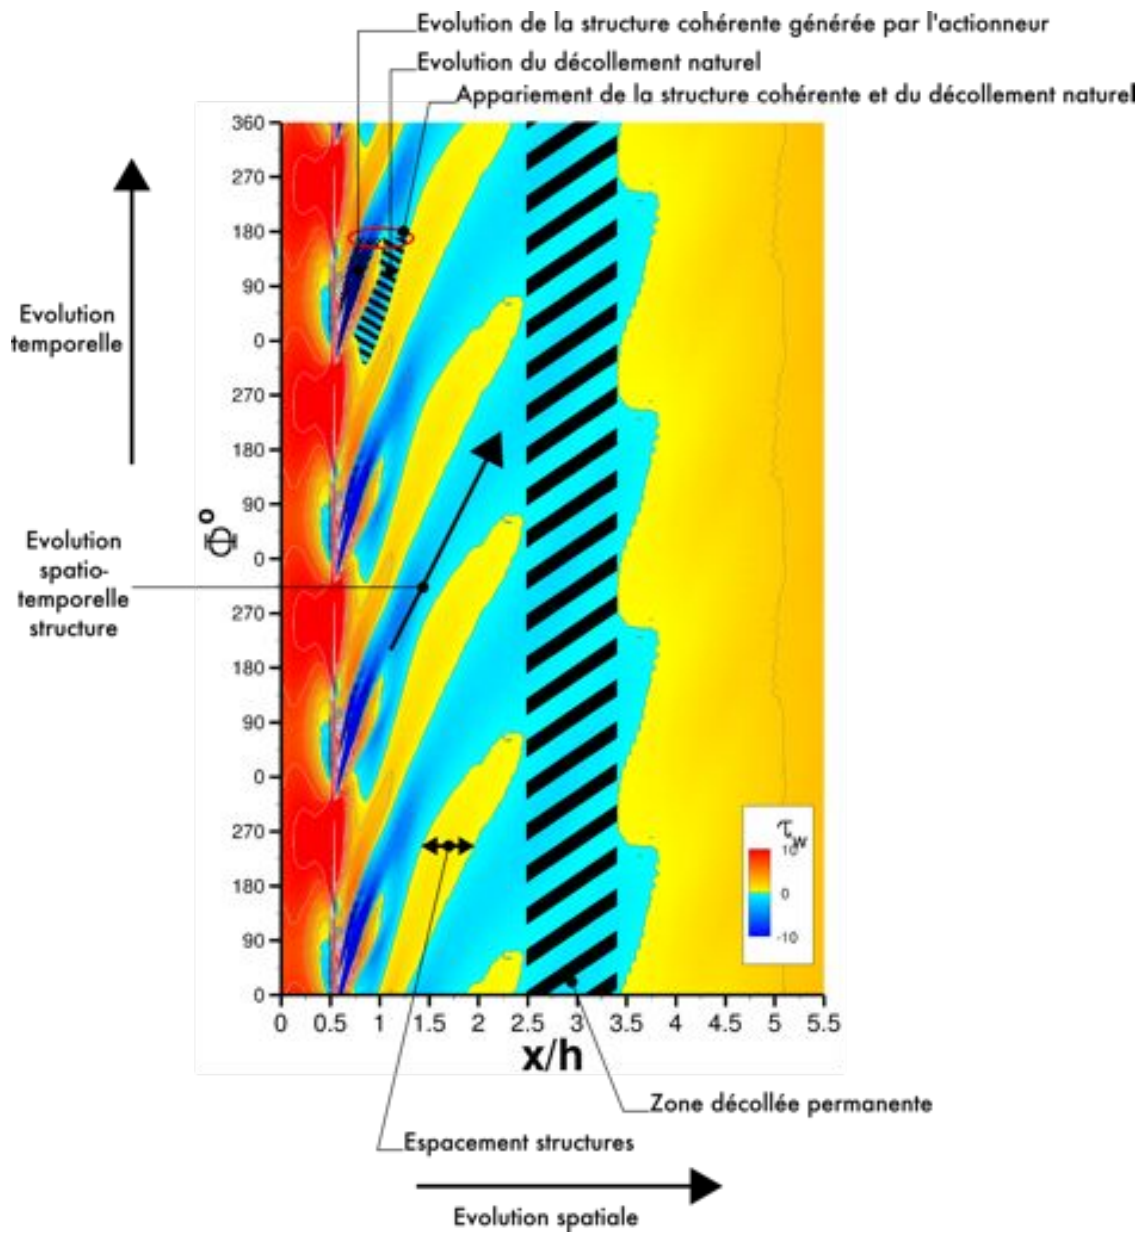 Evolution de la structure cohérente générée par l'actionneur
Evolution du décollement naturel
Appariement de la structure cohérente et du décollement naturel
360
270
180
90
0
270
180
90
0
270
180
90
0
270
180
90
0
Evolution
temporelle
Φ°
Evolution
spatio-
temporelle
structure
τw
10
0
-10
0 0.5 1 1.5 2 2.5 3 3.5 4 4.5 5 5.5
x/h
Zone décollée permanente
Espacement structures
Evolution spatiale